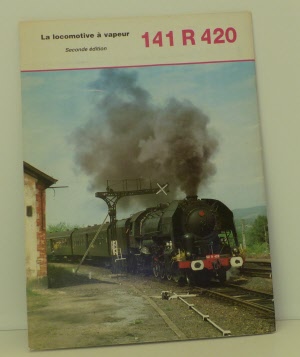 La locomotive à vapeur
141 R 420
Seconde édition